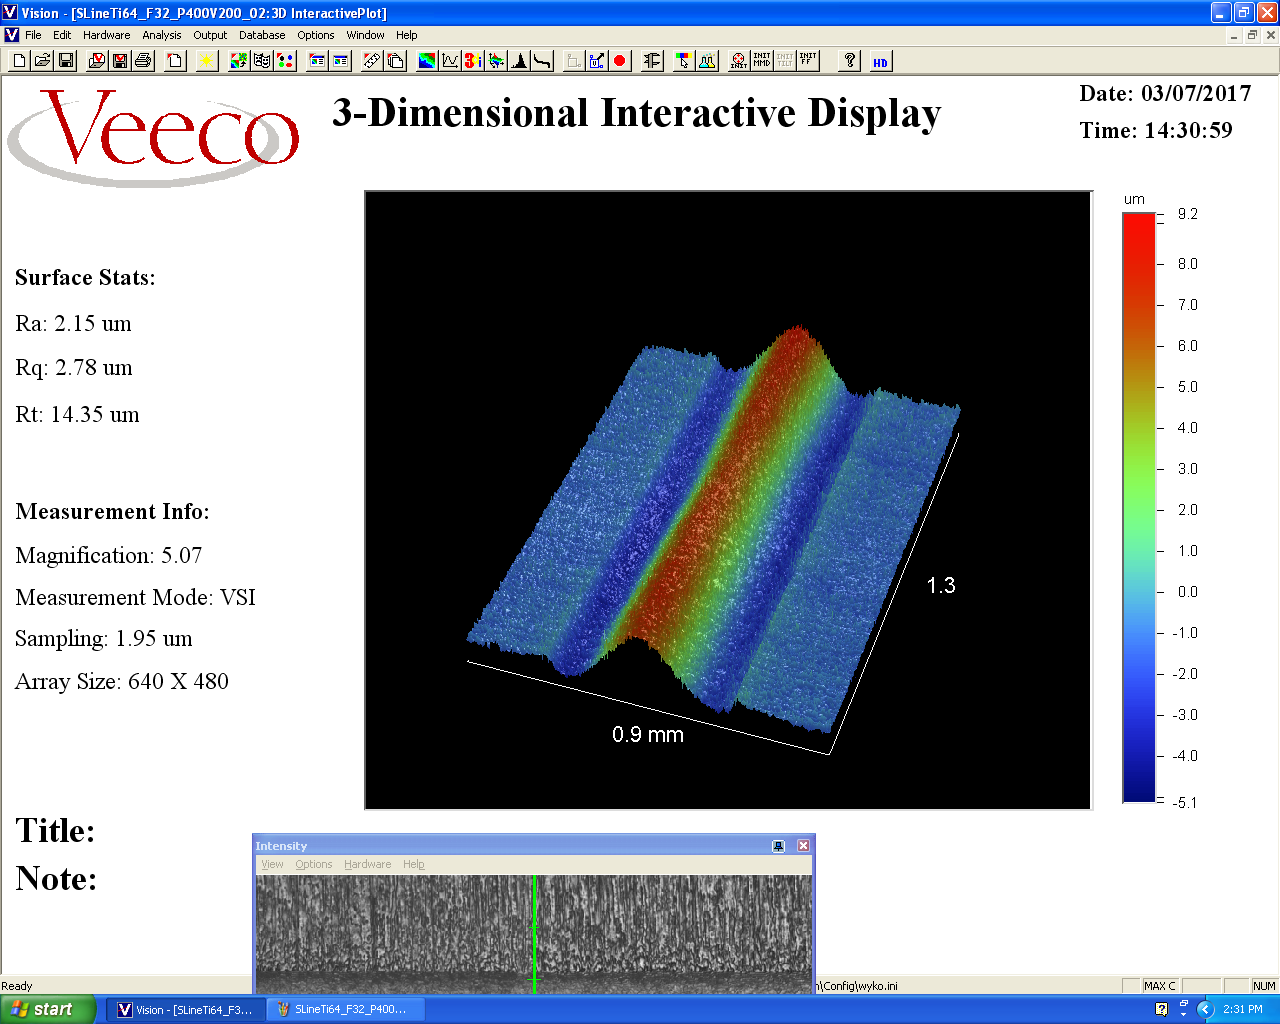 Vision - [SLineTi64_F32_P400V200_02:3D InteractivePlot]
File Edit Hardware Analysis Output Database Options Window Help
INIT INIT MMD INIT TILT INIT FF ? HD
Veeco
3-Dimensional Interactive Display
Date: 03/07/2017
Time: 14:30:59
Surface Stats:
Ra: 2.15 um
Rq: 2.78 um
Rt: 14.35 um
Measurement Info:
Magnification: 5.07
Measurement Mode: VSI
Sampling: 1.95 um
Array Size: 640 X 480
Title:
Note:
0.9 mm
1.3
um
9.2
8.0
7.0
6.0
5.0
4.0
3.0
2.0
1.0
0.0
-1.0
-2.0
-3.0
-4.0
-5.1
Intensity
View Options Hardware Help
Ready
\Config\wyko.ini
MAX C
NUM
start
Vision - [SLineTi64_F3...
SLineTi64_F32_P400...
2:31 PM